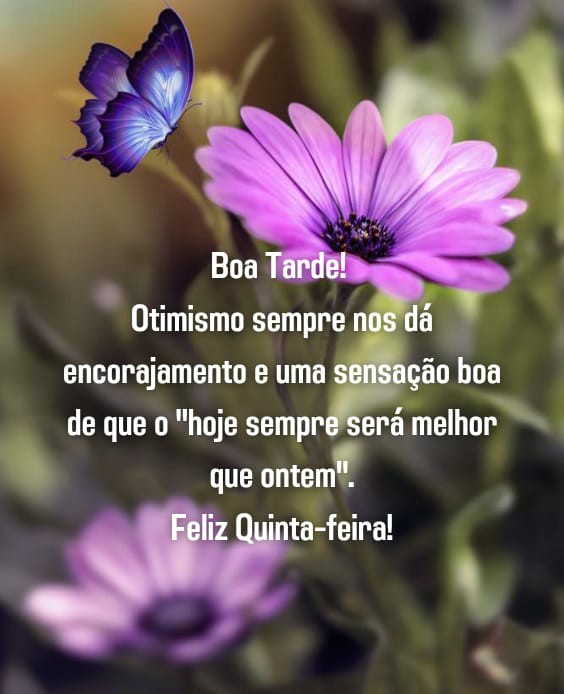 Boa Tarde!
Otimismo sempre nos dá
encorajamento e uma sensação boa
de que o "hoje sempre será melhor
que ontem".
Feliz Quinta-feira!